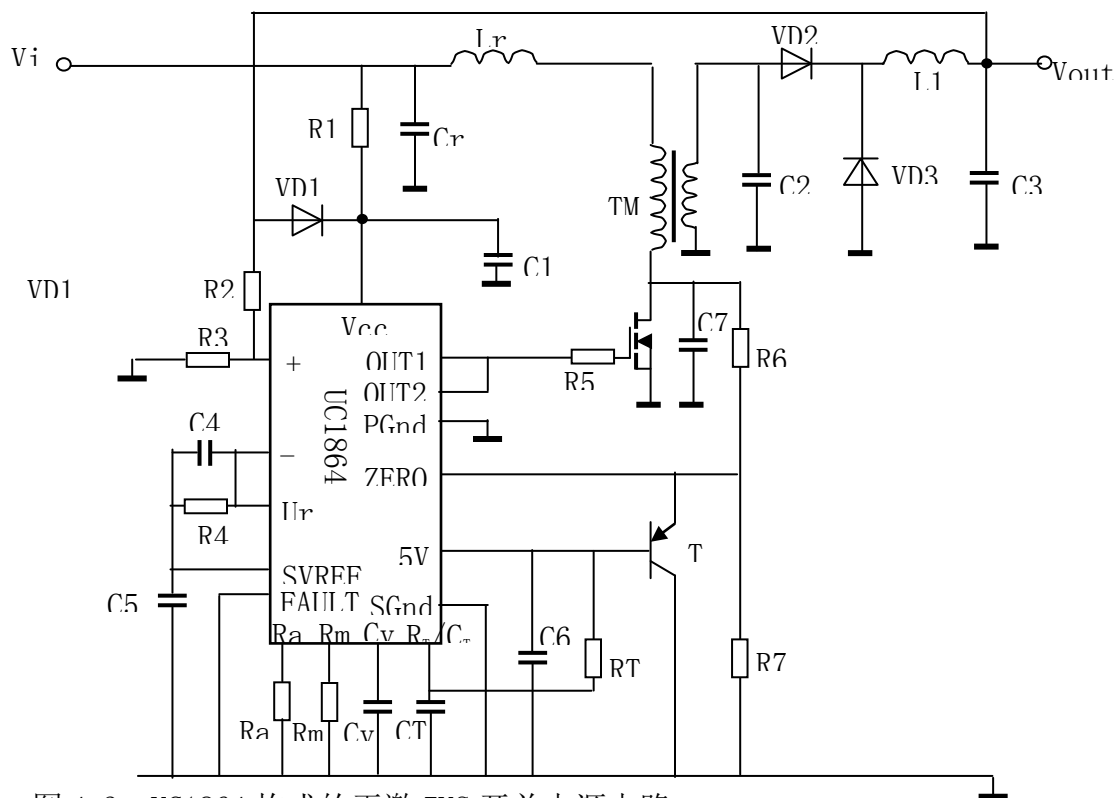 Vi
Lr
VD2
L1
Vout
R1
Cr
VD1
C2
VD3
C3
TM
C1
VD1
R2
Vcc
C7
R3
+
OUT1
R5
R6
OUT2
C4
UC1864
PGnd
−
ZERO
Ur
R4
5V
T
SVREF
C5
FAULT
SGnd
C6
Ra Rm Cv RT/CT
RT
R7
Ra Rm Cv CT